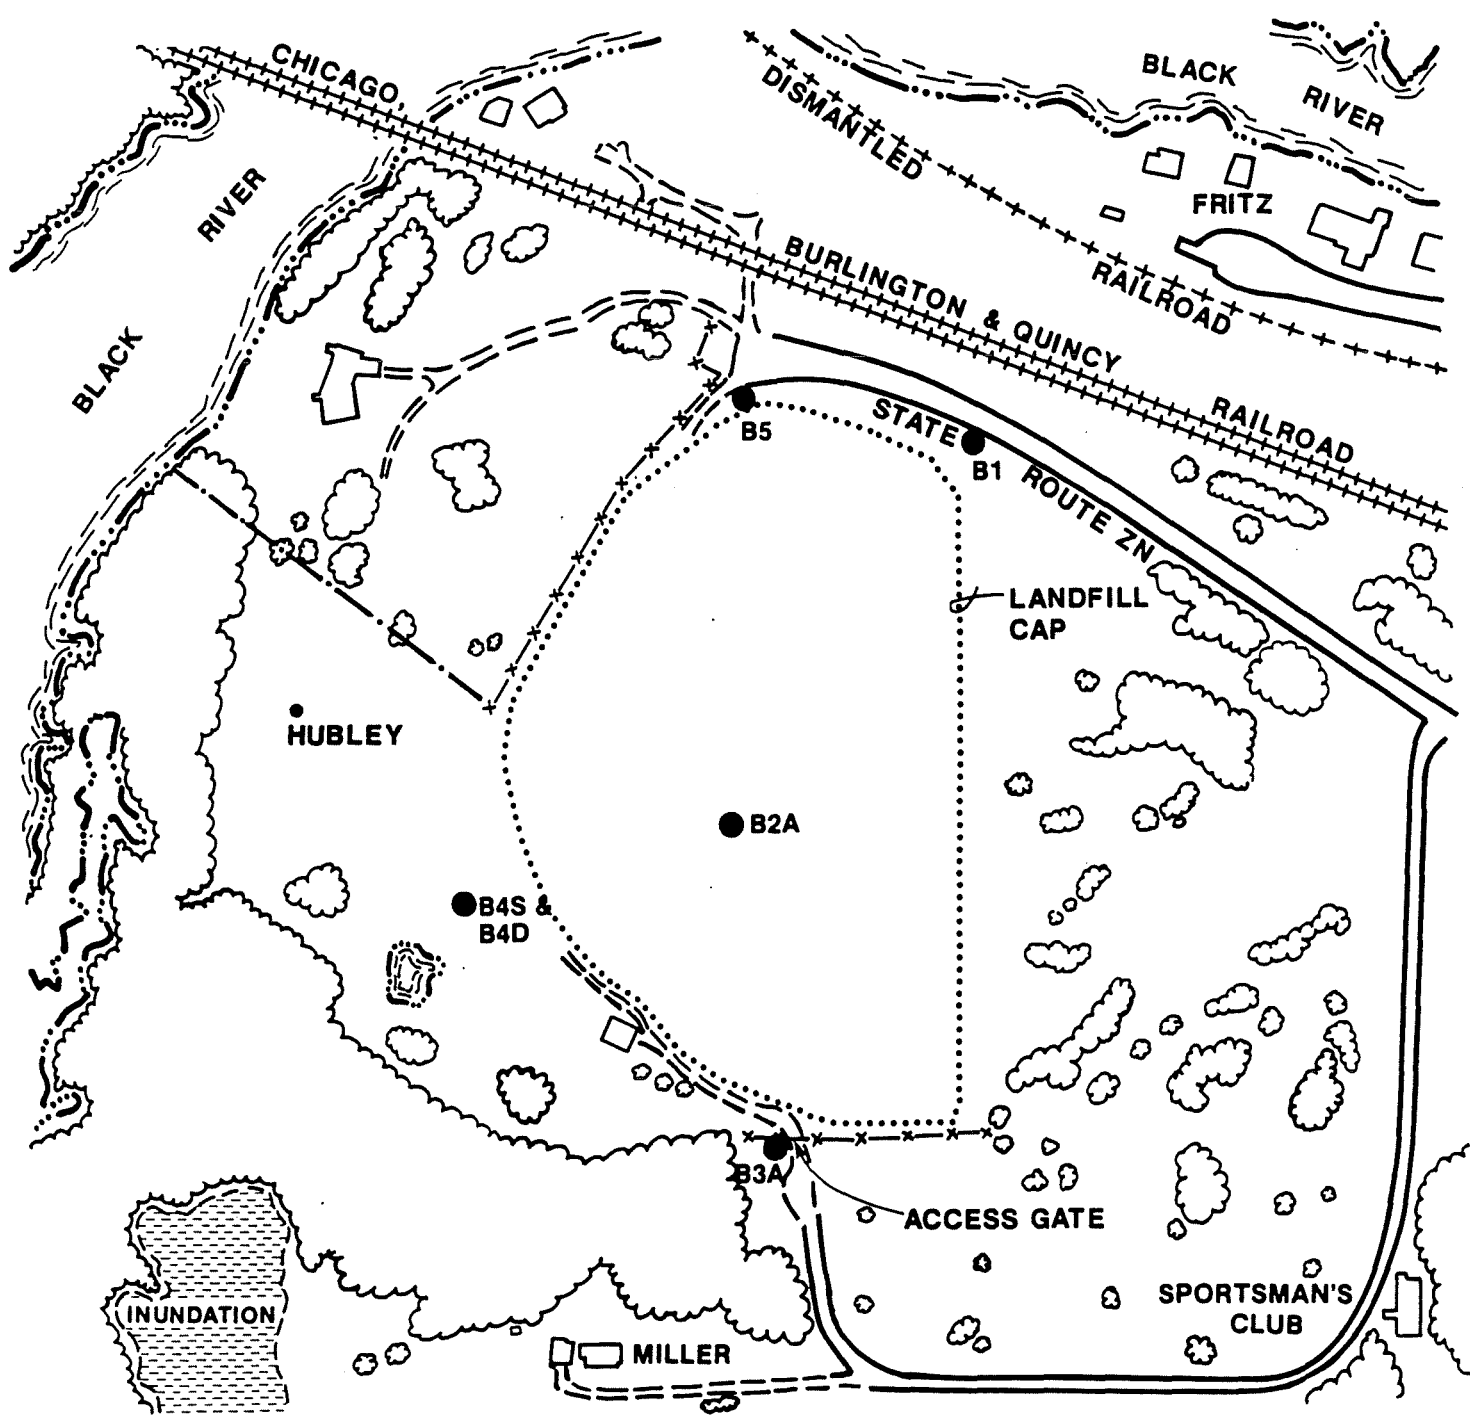 CHICAGO,
BLACK
RIVER
DISMANTLED
RIVER
FRITZ
BURLINGTON & QUINCY
RAILROAD
BLACK
STATE
RAILROAD
B5
B1
ROUTE ZN
LANDFILL
CAP
HUBLEY
B2A
B4S &
B4D
B3A
ACCESS GATE
SPORTSMAN'S
CLUB
INUNDATION
MILLER